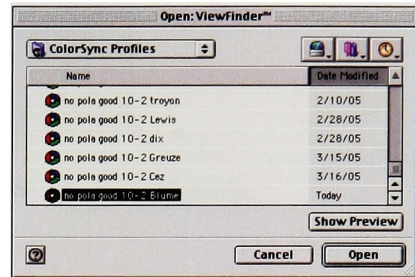 Open: ViewFinder™
ColorSync Profiles
Name Date Modified
no pola good 10-2 troyon 2/10/05
no pola good 10-2 Lewis 2/28/05
no pola good 10-2 dix 2/28/05
no pola good 10-2 Greuze 3/15/05
no pola good 10-2 Cez 3/16/05
no pola good 10-2 Blume Today
Show Preview
?
Cancel Open